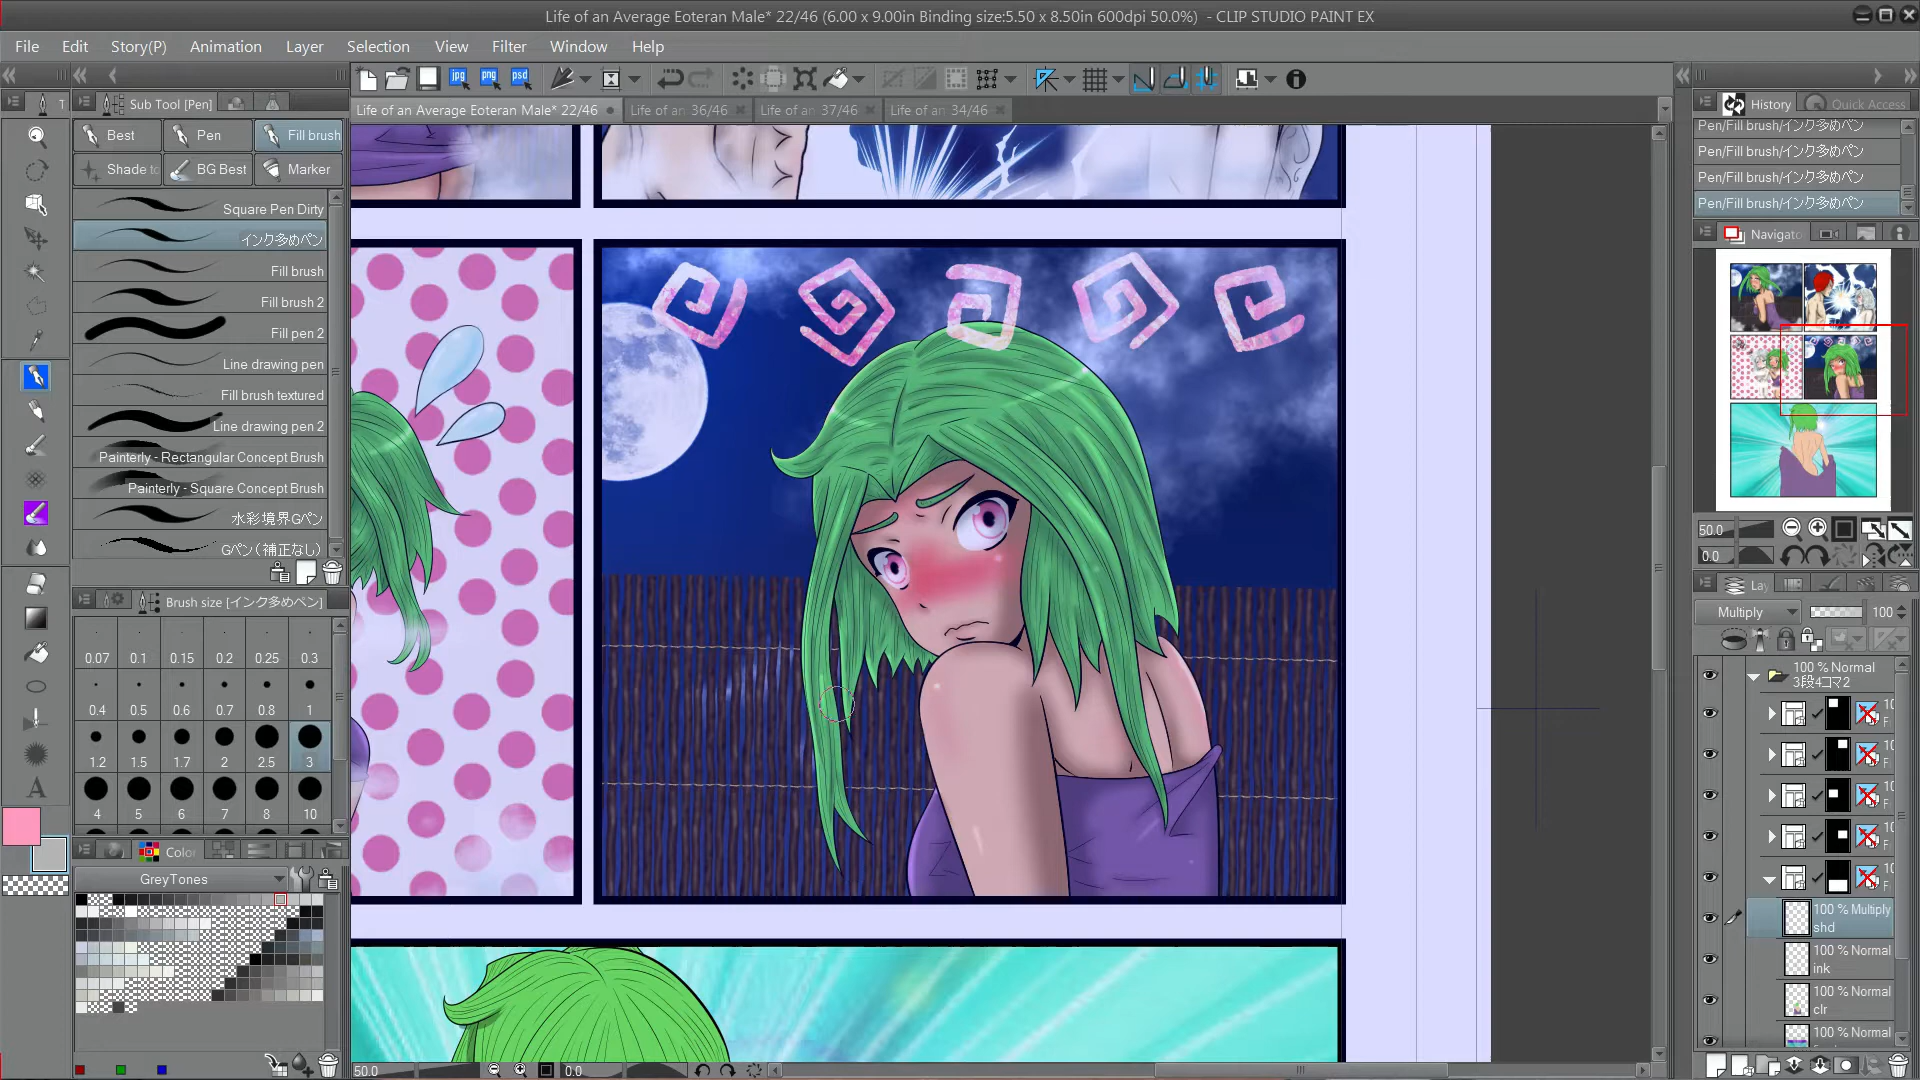 Life of an Average Eoteran Male* 22/46 (6.00 x 9.00in Binding size:5.50 x 8.50in 600dpi 50.0%) - CLIP STUDIO PAINT EX
File Edit Story(P) Animation Layer Selection View Filter Window Help
jpg png psd
Sub Tool [Pen]
Life of an Average Eoteran Male* 22/46 Life of an 36/46 Life of an 37/46 Life of an 34/46
History Quick Access
Best Pen Fill brush
Shade to BG Best Marker
Square Pen Dirty
インク多めペン
Fill brush
Fill brush 2
Fill pen 2
Line drawing pen
Fill brush textured
Line drawing pen 2
Painterly - Rectangular Concept Brush
Painterly - Square Concept Brush
水彩境界Gペン
Gペン(補正なし)
Brush size [インク多めペン]
0.07 0.1 0.15 0.2 0.25 0.3
0.4 0.5 0.6 0.7 0.8 1
1.2 1.5 1.7 2 2.5 3
4 5 6 7 8 10
Color
GreyTones
50.0 0.0
Pen/Fill brush/インク多めペン
Pen/Fill brush/インク多めペン
Pen/Fill brush/インク多めペン
Pen/Fill brush/インク多めペン
Navigato
50.0
0.0
Lay
Multiply 100
100 % Normal
3段4コマ2
100 % Multiply
shd
100 % Normal
ink
100 % Normal
clr
100 % Normal